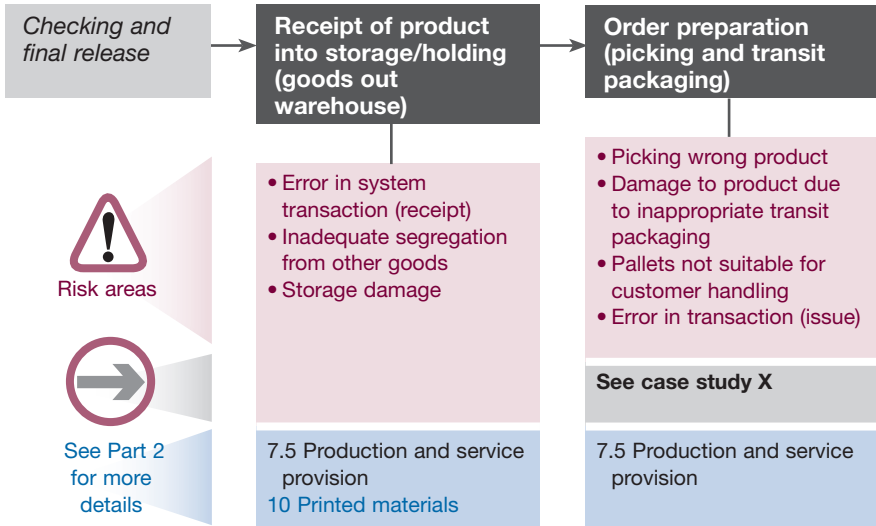 Checking and
final release
Receipt of product
into storage/holding
(goods out
warehouse)
Order preparation
(picking and transit
packaging)
Risk areas
• Error in system
transaction (receipt)
• Inadequate segregation
from other goods
• Storage damage
• Picking wrong product
• Damage to product due
to inappropriate transit
packaging
• Pallets not suitable for
customer handling
• Error in transaction (issue)
See case study X
See Part 2
for more
details
7.5 Production and service
provision
10 Printed materials
7.5 Production and service
provision